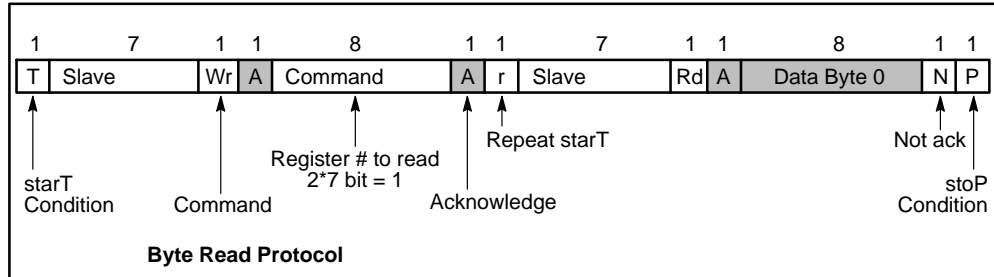 1 7 1 1 8 1 1 7 1 1 8 1 1
T Slave Wr A Command A r Slave Rd A Data Byte 0 N P
starT
Condition
Command
Register # to read
2*7 bit = 1
Acknowledge
Repeat starT
Not ack
stoP
Condition
Byte Read Protocol